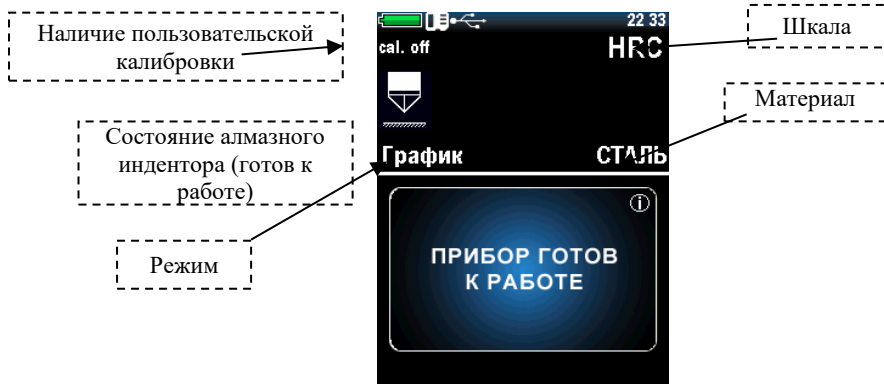 Наличие пользовательской
калибровки
22 33
Шкала
cal. off
HRC
Материал
Состояние алмазного
индентора (готов к
работе)
График
СТАЛЬ
Режим
ПРИБОР ГОТОВ
К РАБОТЕ